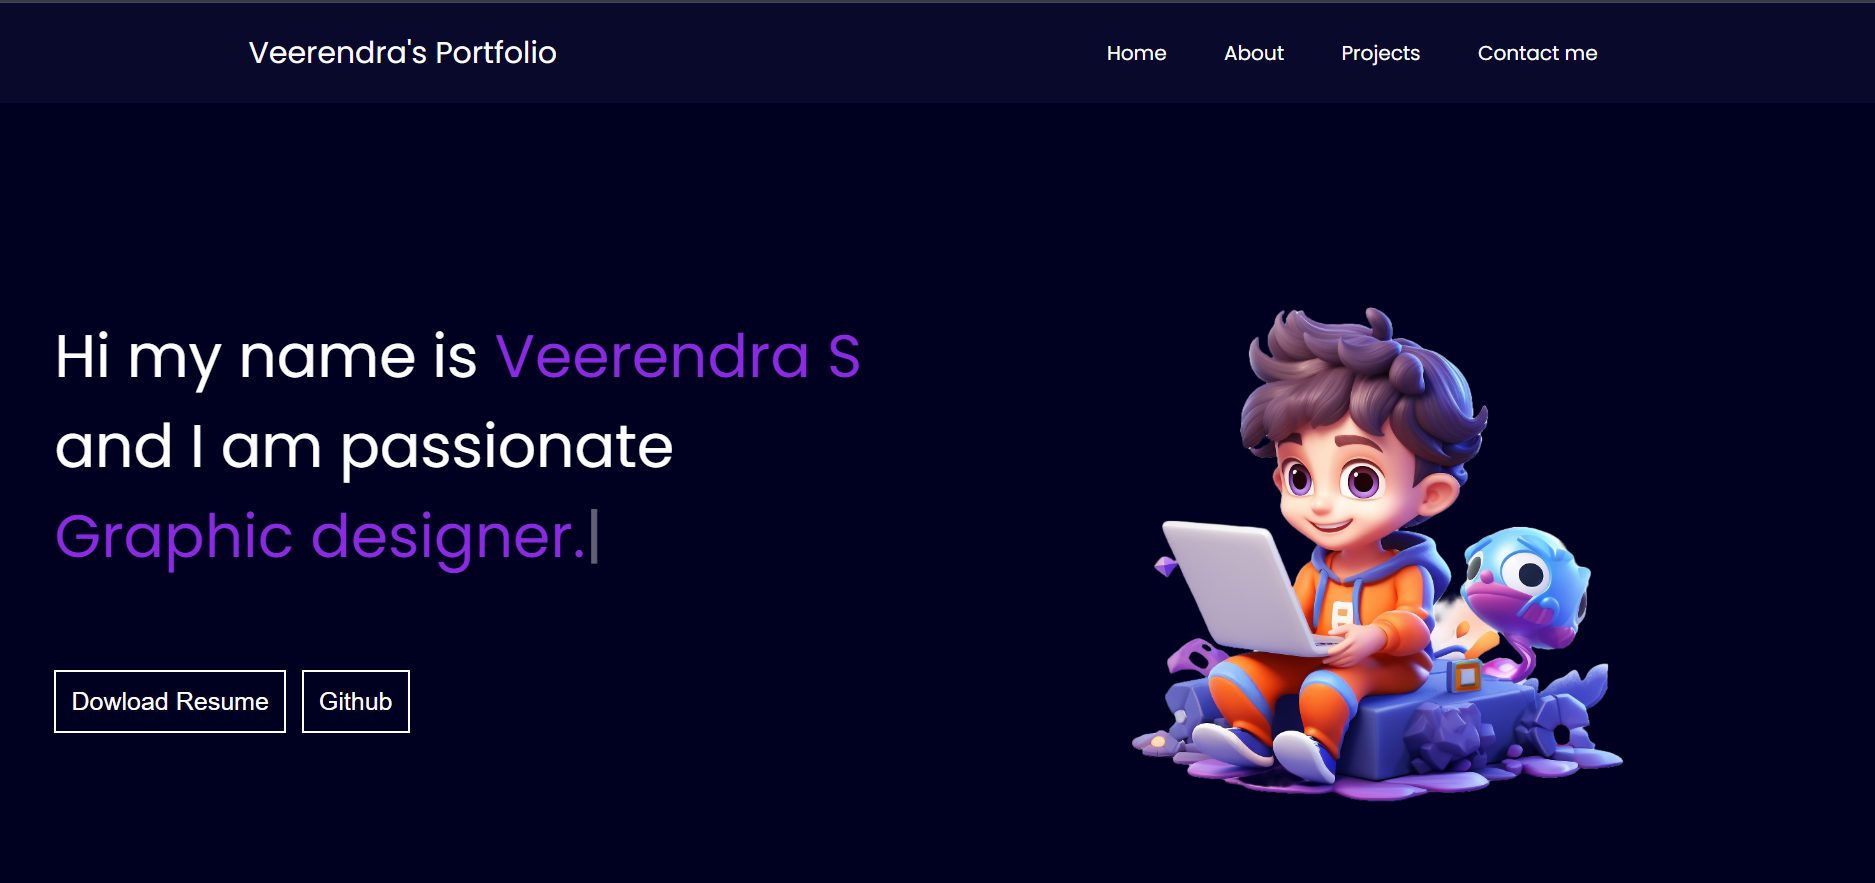 Veerendra's Portfolio
Home About Projects Contact me
Hi my name is Veerendra S
and I am passionate
Graphic designer.
Dowload Resume
Github